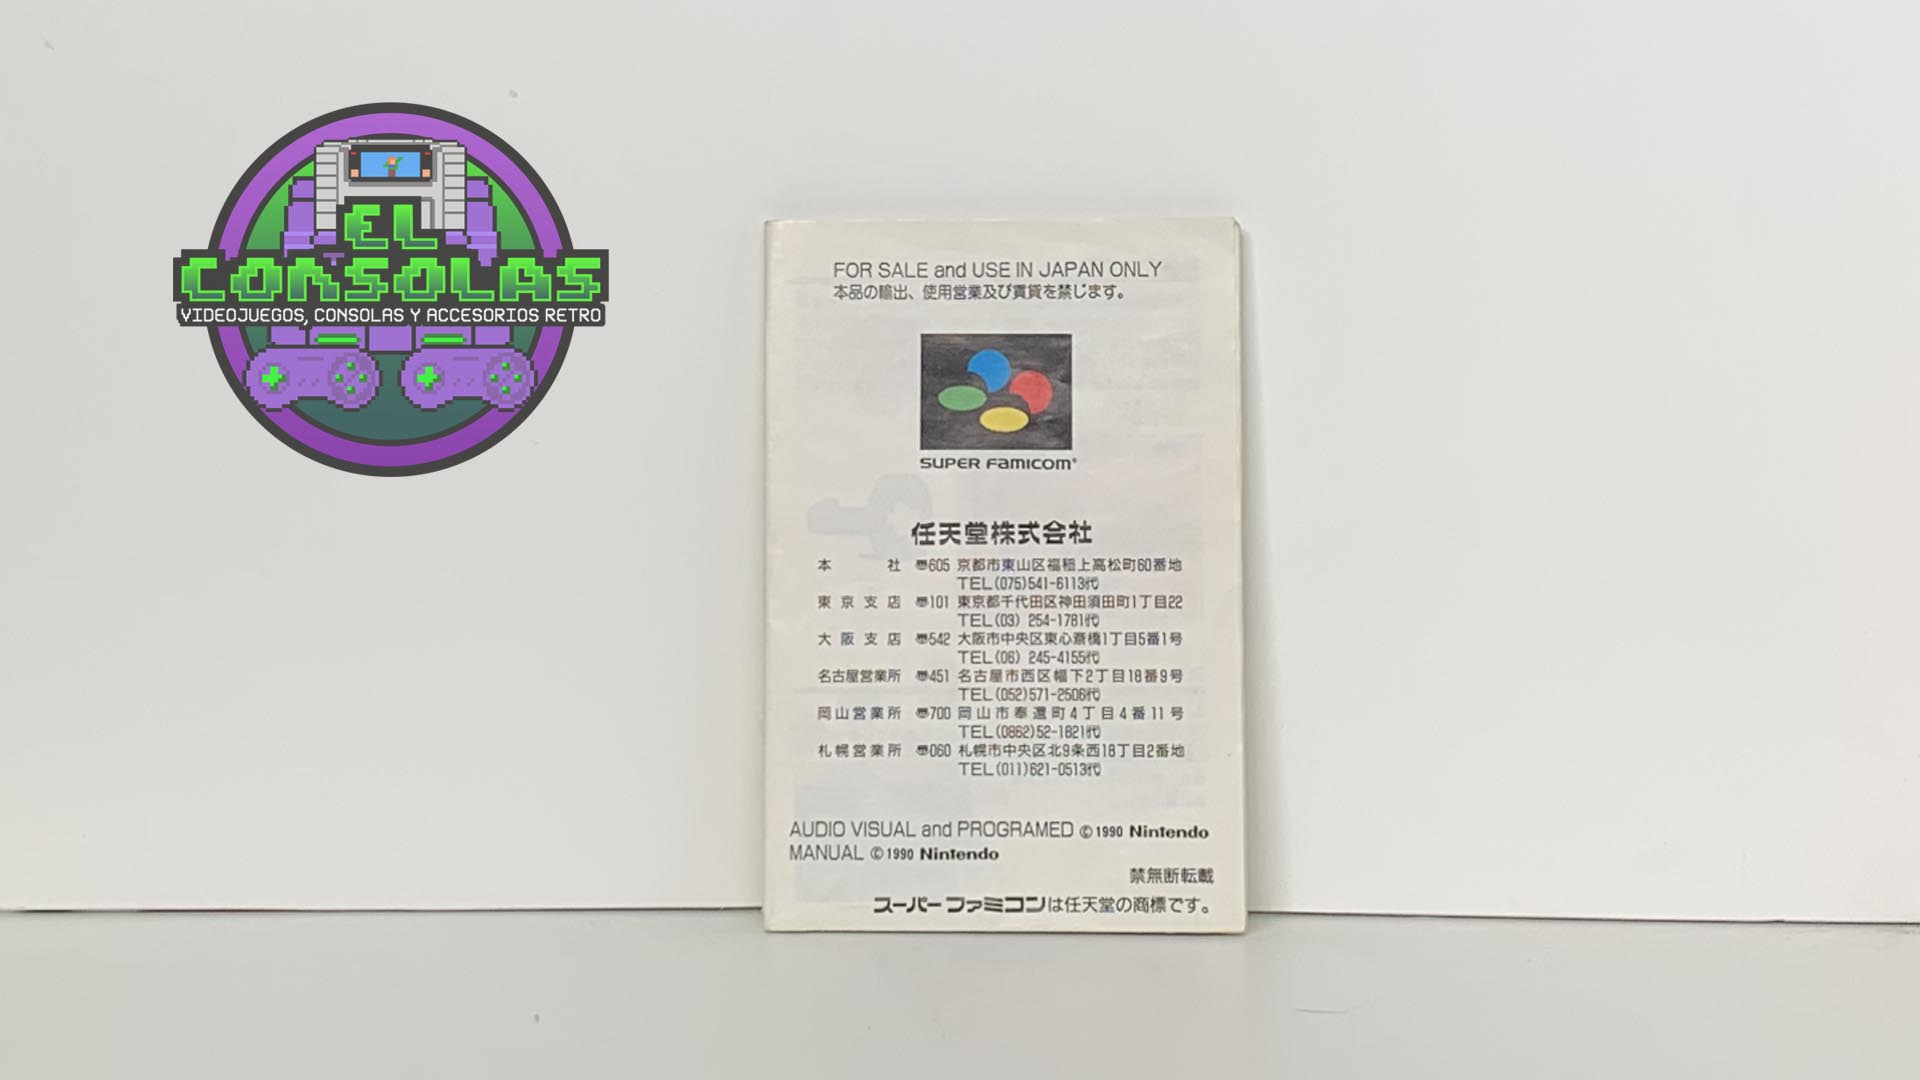 EL
CONSOLAS
VIDEOJUEGOS, CONSOLAS Y ACCESORIOS RETRO
FOR SALE and USE IN JAPAN ONLY
本品の輸出、使用営業及び賃貸を禁じます。
SUPER FAMICOM®
任天堂株式会社
本社 〠605 京都市東山区福稲上高松町60番地
TEL(075)541-6113代
東京支店 〠101 東京都千代田区神田須田町1丁目22
TEL(03) 254-1781代
大阪支店 〠542 大阪市中央区東心斎橋1丁目5番1号
TEL(06) 245-4155代
名古屋営業所 〠451 名古屋市西区幅下2丁目18番9号
TEL(052)571-2506代
岡山営業所 〠700 岡山市奉還町4丁目4番11号
TEL(0862)52-1821代
札幌営業所 〠060 札幌市中央区北9条西18丁目2番地
TEL(011)621-0513代
AUDIO VISUAL and PROGRAMED ©1990 Nintendo
MANUAL ©1990 Nintendo
禁無断転載
スーパーファミコンは任天堂の商標です。